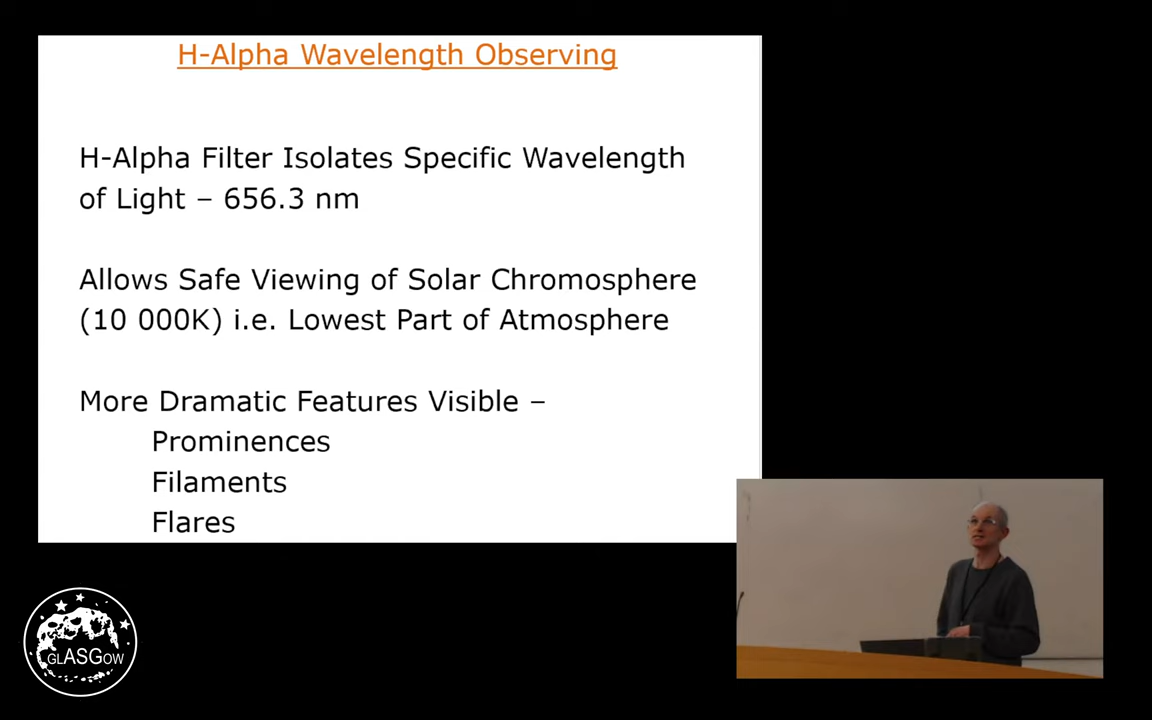 H-Alpha Wavelength Observing
H-Alpha Filter Isolates Specific Wavelength
of Light – 656.3 nm
Allows Safe Viewing of Solar Chromosphere
(10 000K) i.e. Lowest Part of Atmosphere
More Dramatic Features Visible –
Prominences
Filaments
Flares
GLASGOW